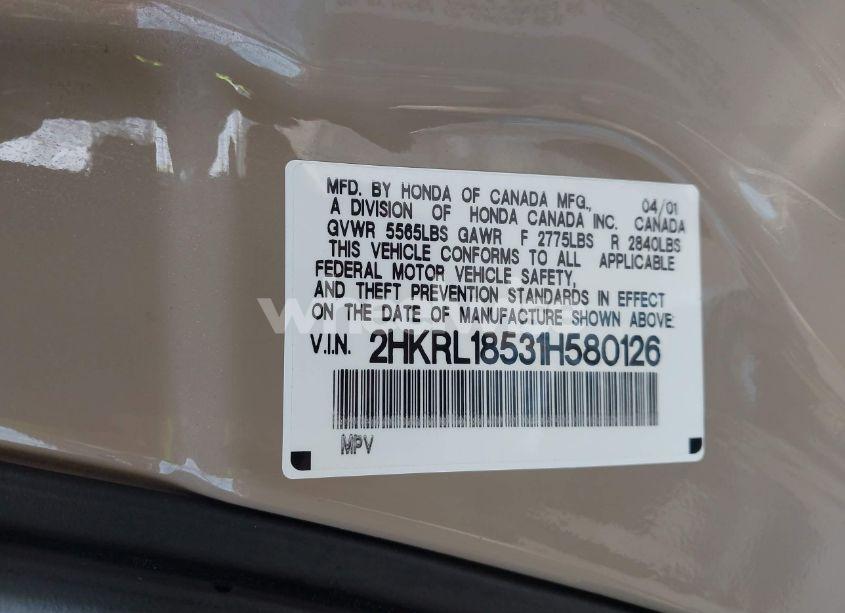 MFD. BY HONDA OF CANADA MFG., 04/01
A DIVISION OF HONDA CANADA INC. CANADA
GVWR 5565LBS GAWR F 2775LBS R 2840LBS
THIS VEHICLE CONFORMS TO ALL APPLICABLE
FEDERAL MOTOR VEHICLE SAFETY,
AND THEFT PREVENTION STANDARDS IN EFFECT
ON THE DATE OF MANUFACTURE SHOWN ABOVE.
V.I.N. 2HKRL18531H580126
MPV